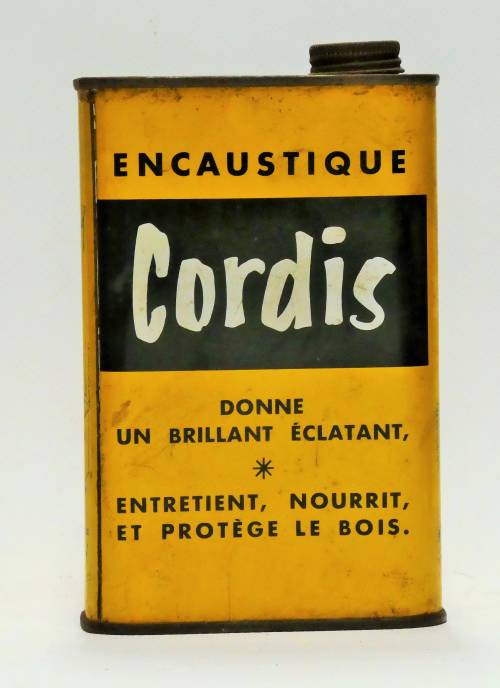 ENCAUSTIQUE
Cordis
DONNE
UN BRILLANT ÉCLATANT,
ENTRETIENT, NOURRIT,
ET PROTÈGE LE BOIS.